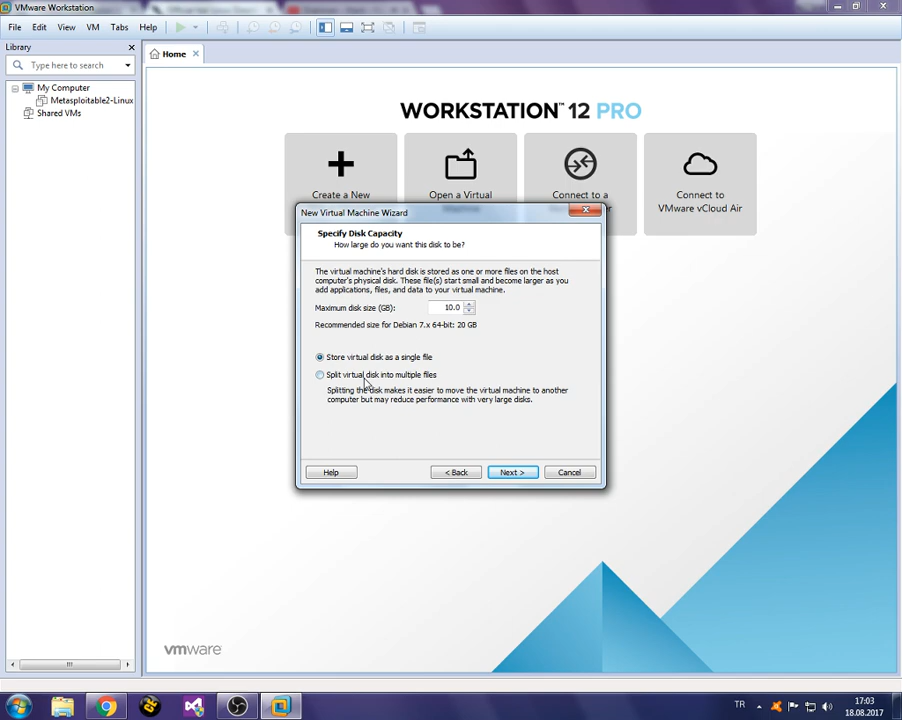 VMware Workstation
File Edit View VM Tabs Help
Library
Home
Type here to search
My Computer
Metasploitable2-Linux
Shared VMs
WORKSTATION™ 12 PRO
Create a New
Open a Virtual
Connect to a
Connect to
VMware vCloud Air
New Virtual Machine Wizard
Specify Disk Capacity
How large do you want this disk to be?
The virtual machine's hard disk is stored as one or more files on the host
computer's physical disk. These file(s) start small and become larger as you
add applications, files, and data to your virtual machine.
Maximum disk size (GB): 10.0
Recommended size for Debian 7.x 64-bit: 20 GB
Store virtual disk as a single file
Split virtual disk into multiple files
Splitting the disk makes it easier to move the virtual machine to another
computer but may reduce performance with very large disks.
Help < Back Next > Cancel
vmware
TR
17:03
18.08.2017